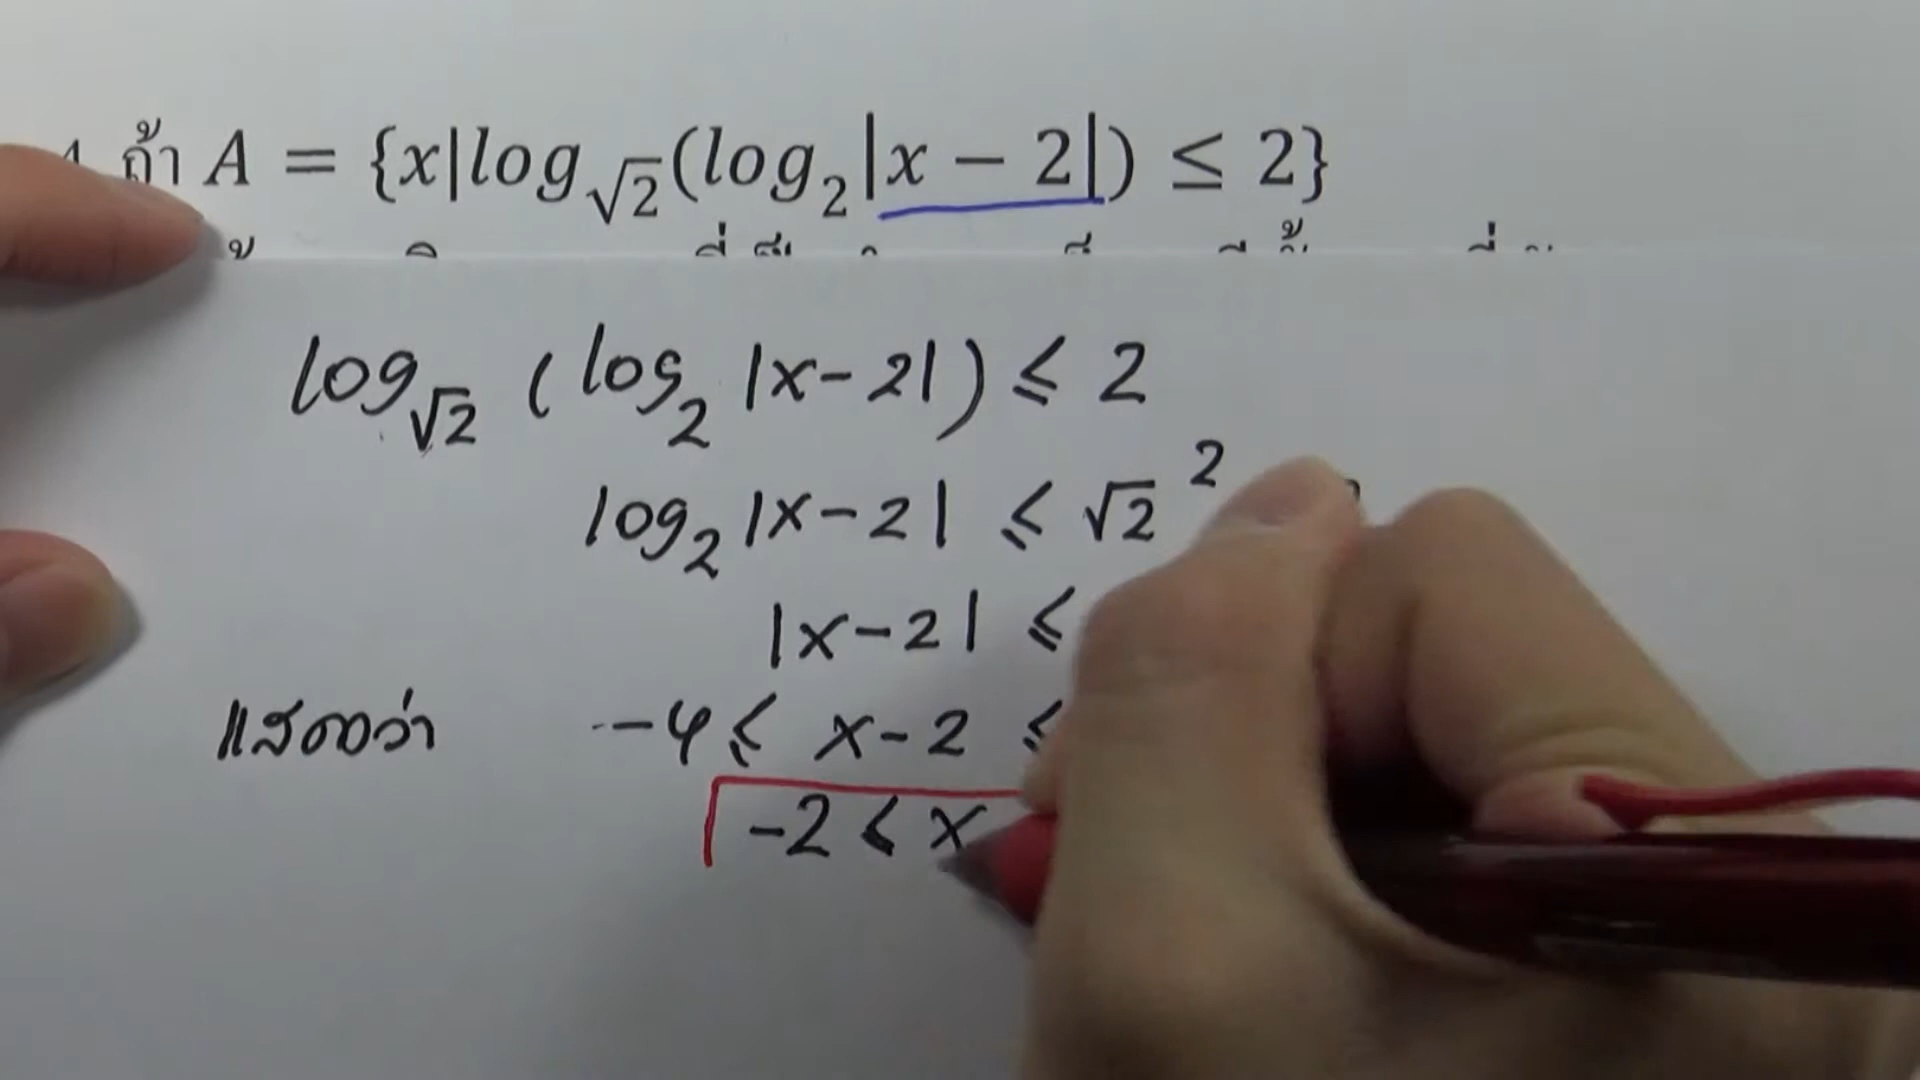 ถ้า A = {x|log_{√2}(log_2|x − 2|) ≤ 2}
log_{√2} (log_2 |x-2|) ≤ 2
log_2 |x-2| ≤ √2^2
|x-2| ≤
แสดงว่า -4 ≤ x-2 ≤
-2 ≤ x